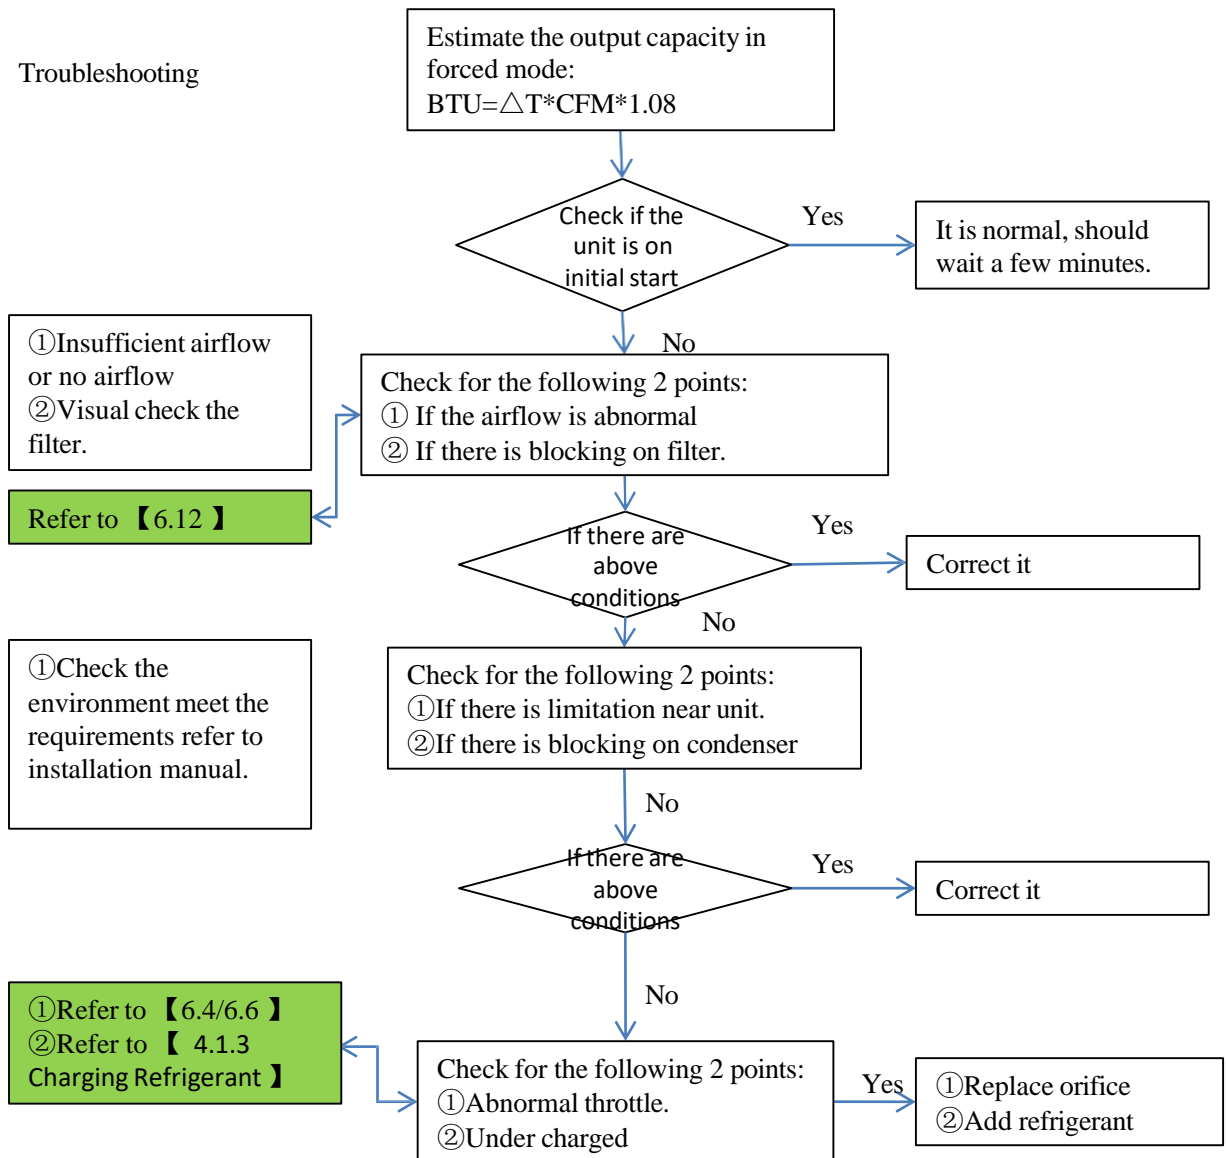 Troubleshooting
Estimate the output capacity in
forced mode:
BTU=△T*CFM*1.08
Check if the
unit is on
initial start
Yes
It is normal, should
wait a few minutes.
No
①Insufficient airflow
or no airflow
②Visual check the
filter.
Check for the following 2 points:
① If the airflow is abnormal
② If there is blocking on filter.
Refer to 【6.12 】
If there are
above
conditions
Yes
Correct it
No
①Check the
environment meet the
requirements refer to
installation manual.
Check for the following 2 points:
①If there is limitation near unit.
②If there is blocking on condenser
No
If there are
above
conditions
Yes
Correct it
No
①Refer to 【6.4/6.6 】
②Refer to 【 4.1.3
Charging Refrigerant 】
Check for the following 2 points:
①Abnormal throttle.
②Under charged
Yes
①Replace orifice
②Add refrigerant